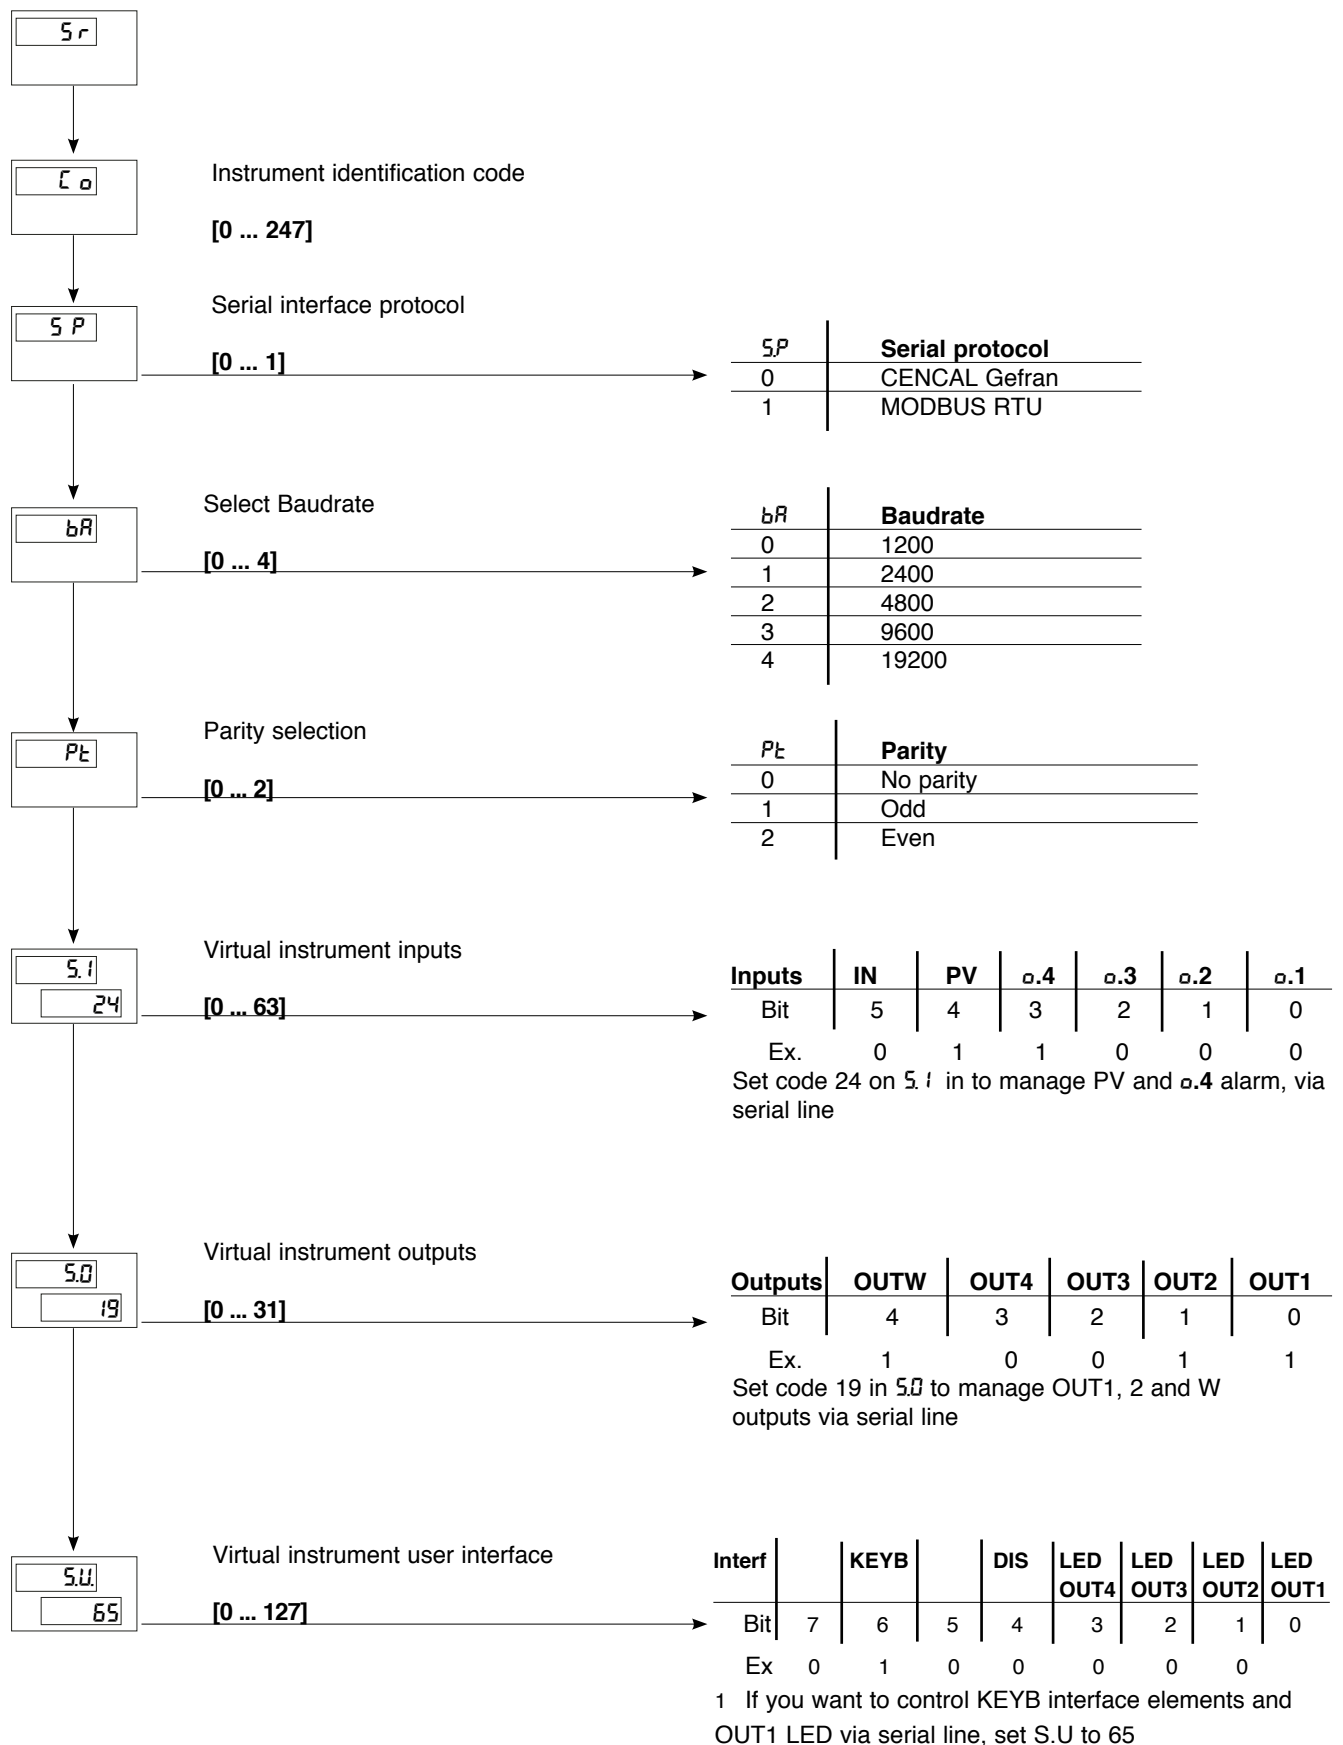 Sr
Co
Instrument identification code
[0 ... 247]
SP
Serial interface protocol
[0 ... 1]
S.P Serial protocol
0 CENCAL Gefran
1 MODBUS RTU
bA
Select Baudrate
[0 ... 4]
bA Baudrate
0 1200
1 2400
2 4800
3 9600
4 19200
Pt
Parity selection
[0 ... 2]
Pt Parity
0 No parity
1 Odd
2 Even
S.I
24
Virtual instrument inputs
[0 ... 63]
Inputs IN PV o.4 o.3 o.2 o.1
Bit 5 4 3 2 1 0
Ex. 0 1 1 0 0 0
Set code 24 on S.I in to manage PV and o.4 alarm, via
serial line
S.O
19
Virtual instrument outputs
[0 ... 31]
Outputs OUTW OUT4 OUT3 OUT2 OUT1
Bit 4 3 2 1 0
Ex. 1 0 0 1 1
Set code 19 in S.O to manage OUT1, 2 and W
outputs via serial line
S.U.
65
Virtual instrument user interface
[0 ... 127]
Interf KEYB DIS LED LED LED LED
OUT4 OUT3 OUT2 OUT1
Bit 7 6 5 4 3 2 1 0
Ex 0 1 0 0 0 0 0
1 If you want to control KEYB interface elements and
OUT1 LED via serial line, set S.U to 65